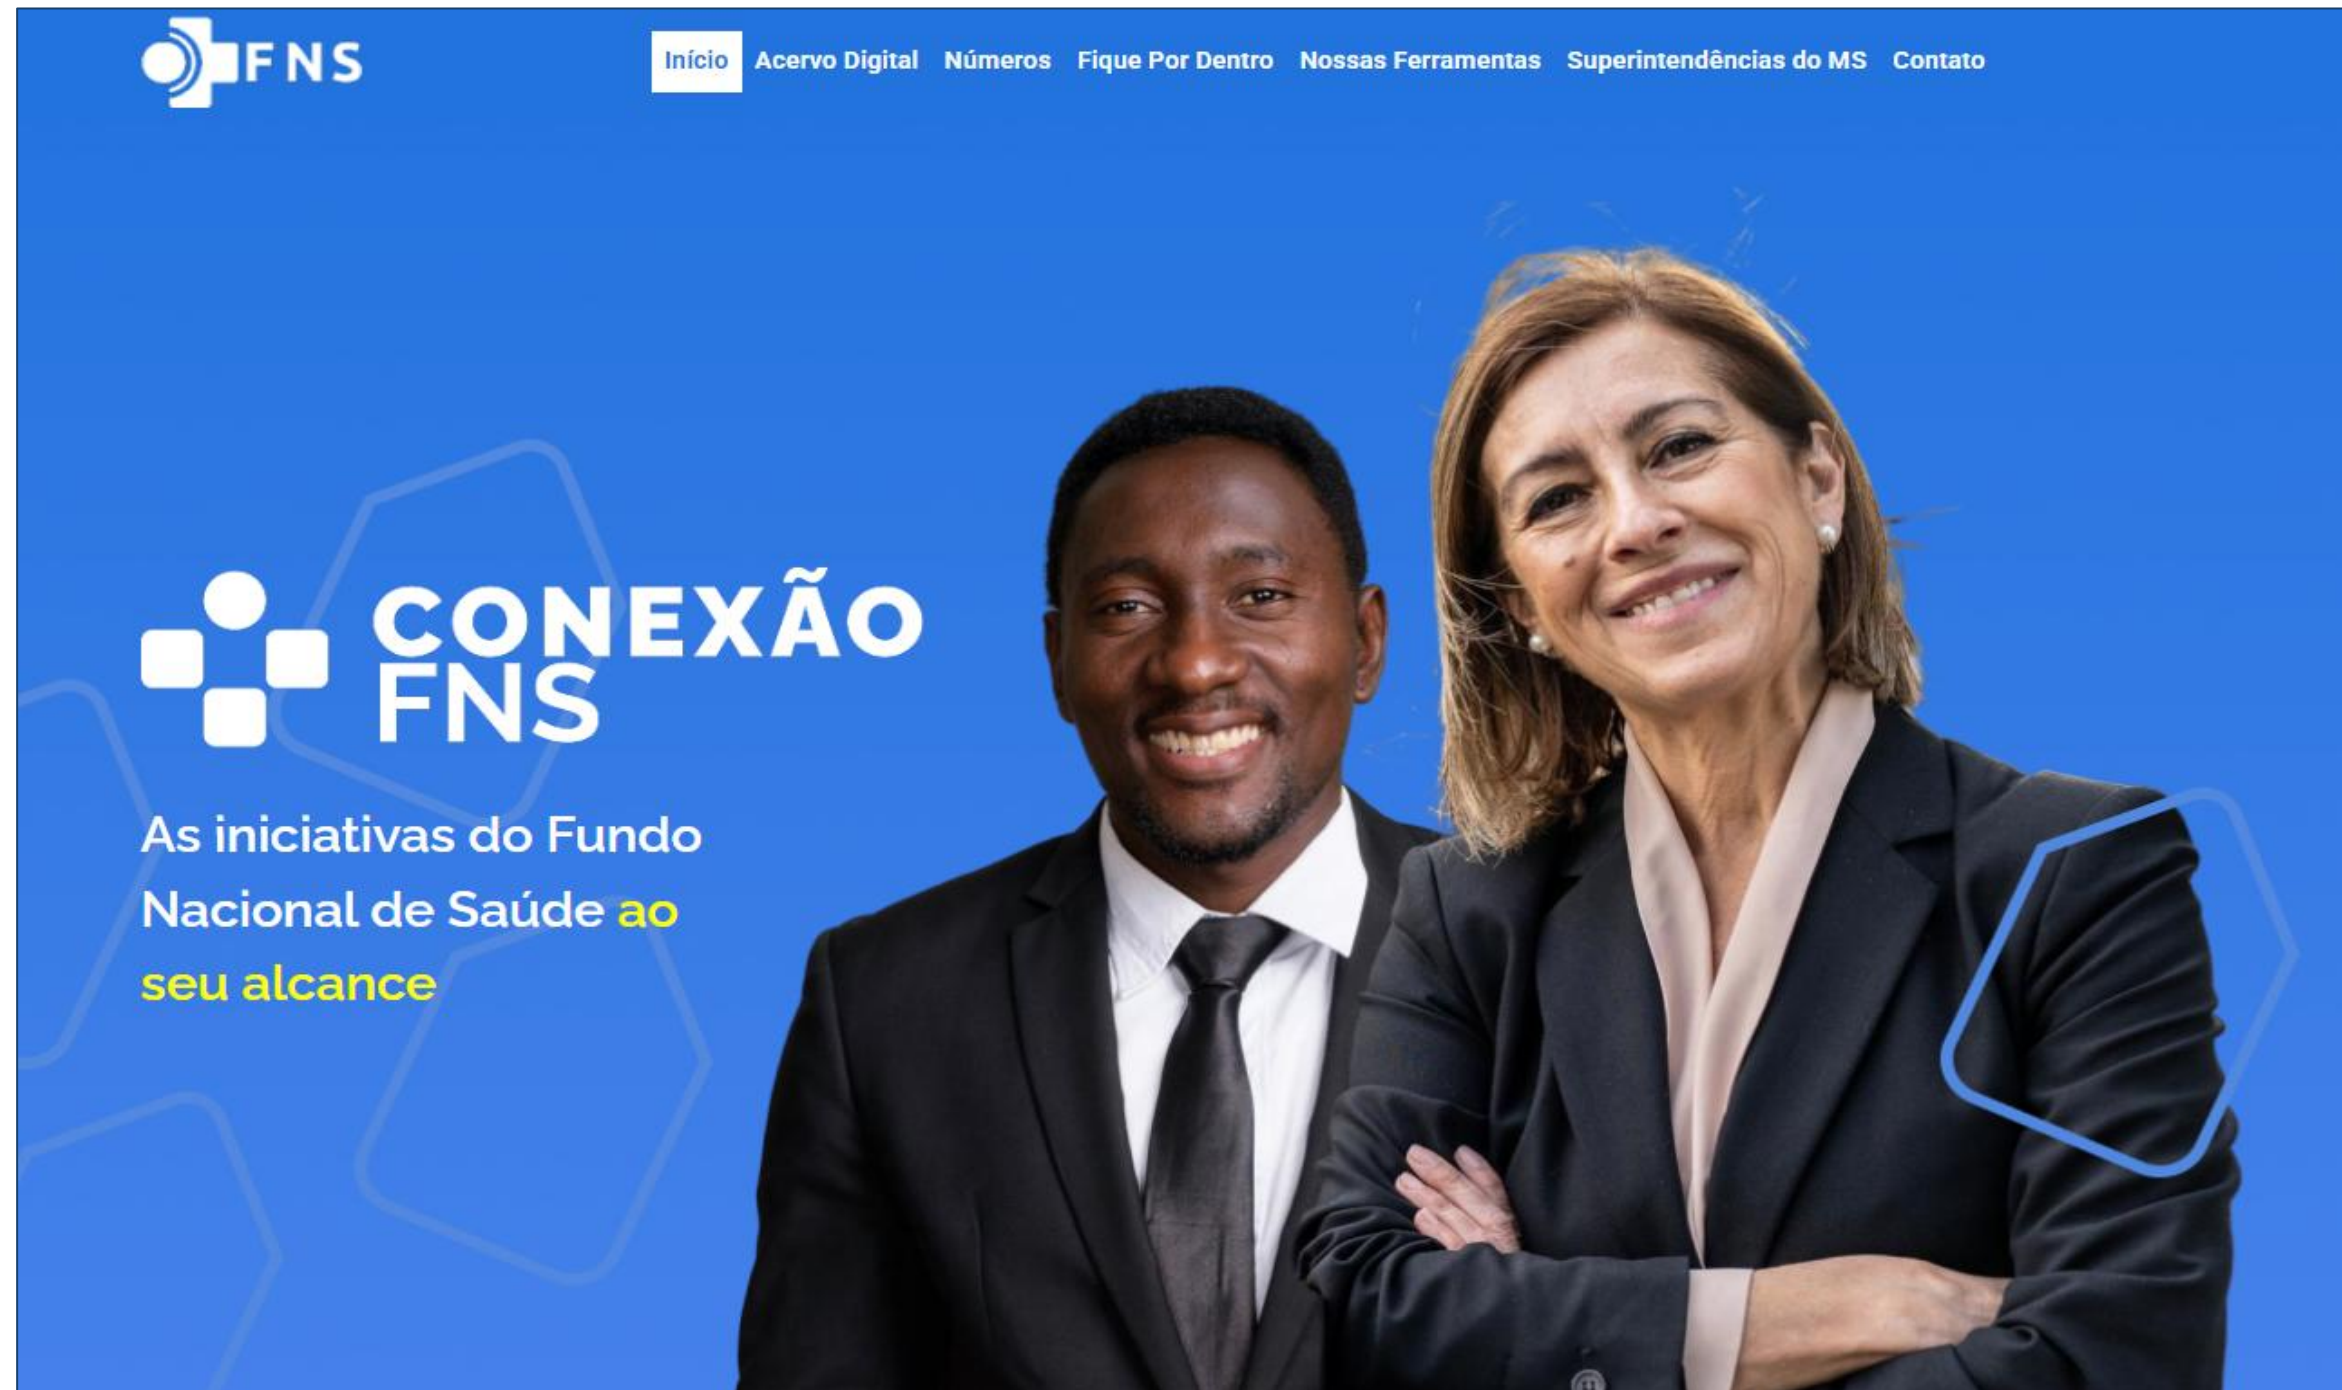 FNS
Início Acervo Digital Números Fique Por Dentro Nossas Ferramentas Superintendências do MS Contato
CONEXÃO
FNS
As iniciativas do Fundo
Nacional de Saúde ao
seu alcance